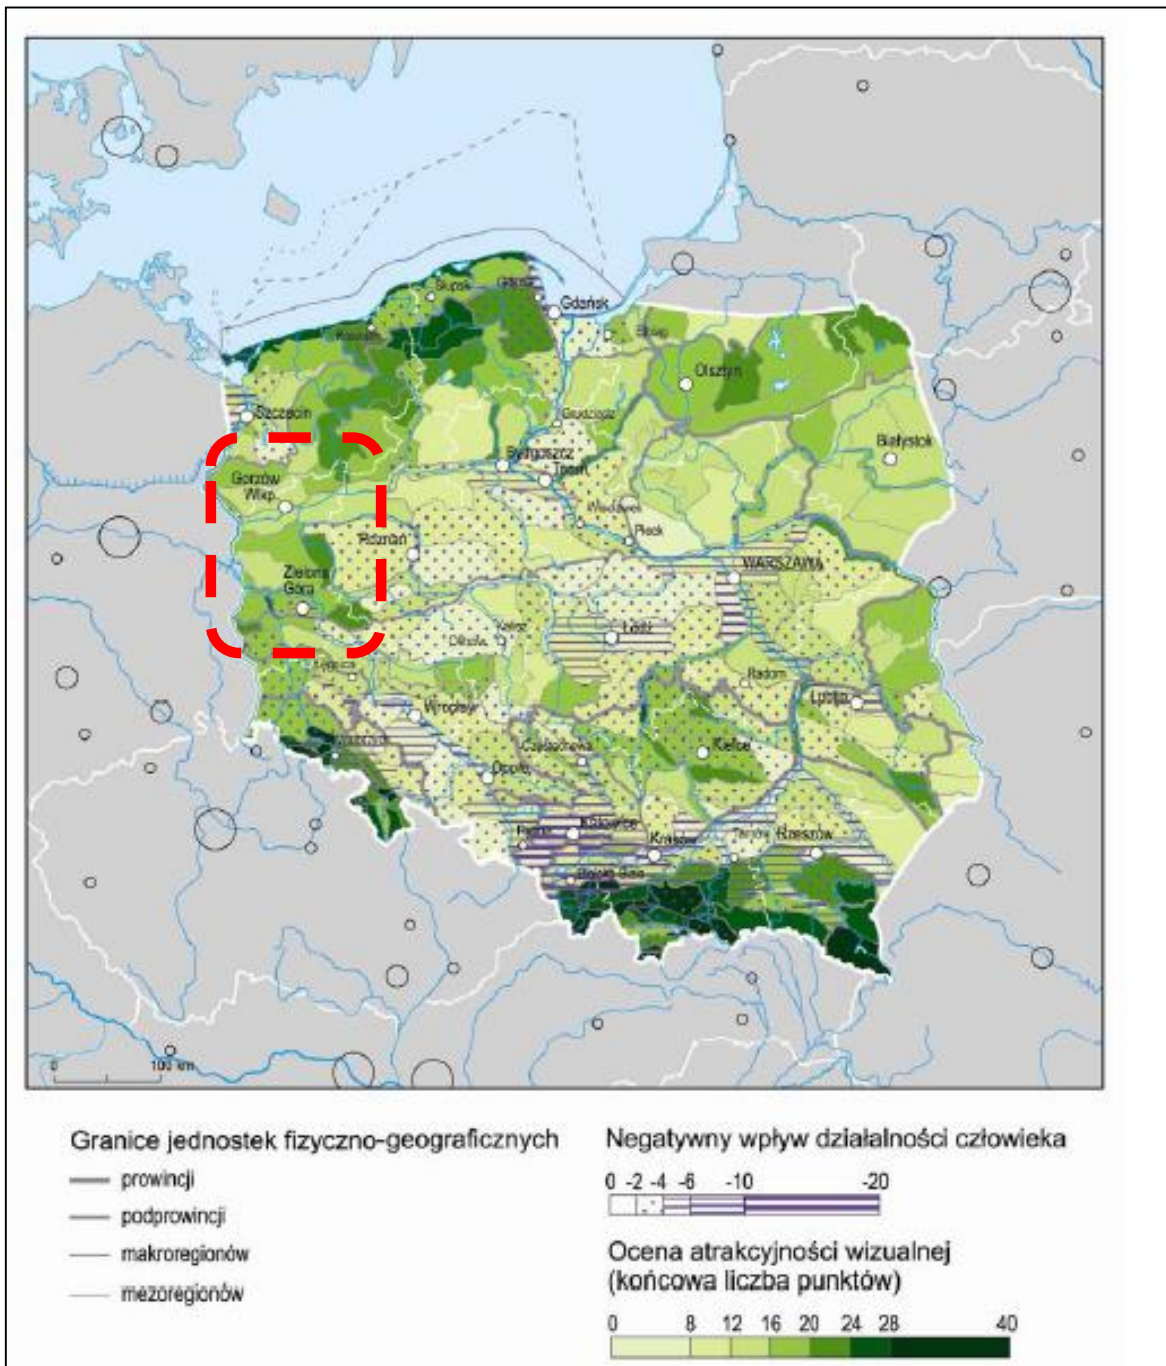 Słupsk
Gdynia
Gdańsk
Koszalin
Elbląg
Olsztyn
Szczecin
Grudziądz
Białystok
Bydgoszcz
Toruń
Gorzów
Wlkp.
Włocławek
Płock
Poznań
WARSZAWA
Zielona
Góra
Kalisz
Łódź
Legnica
Radom
Lublin
Wrocław
Wałbrzych
Częstochowa
Kielce
Opole
Katowice
Kraków
Tarnów
Rzeszów
0 100 km
Granice jednostek fizyczno-geograficznych
prowincji
podprowincji
makroregionów
mezoregionów
Negatywny wpływ działalności człowieka
0 -2 -4 -6 -10 -20
Ocena atrakcyjności wizualnej
(końcowa liczba punktów)
0 8 12 16 20 24 28 40